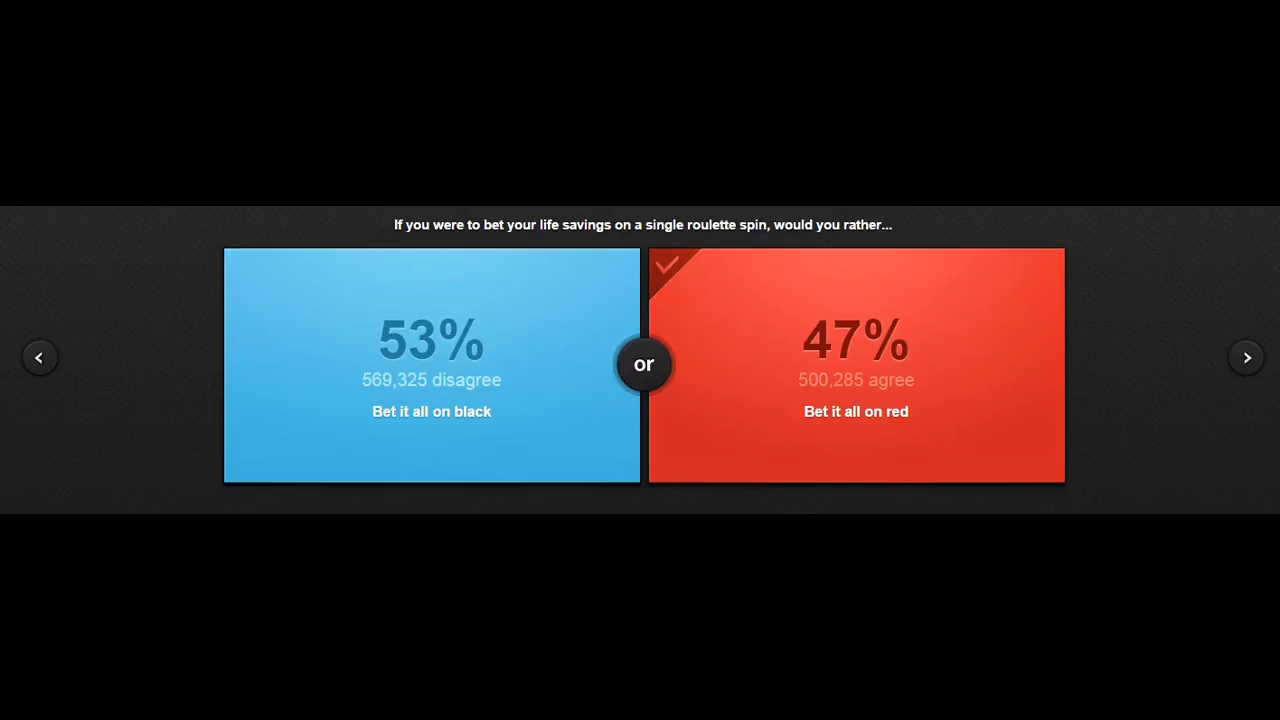 If you were to bet your life savings on a single roulette spin, would you rather...
53%
569,325 disagree
Bet it all on black
or
47%
500,285 agree
Bet it all on red